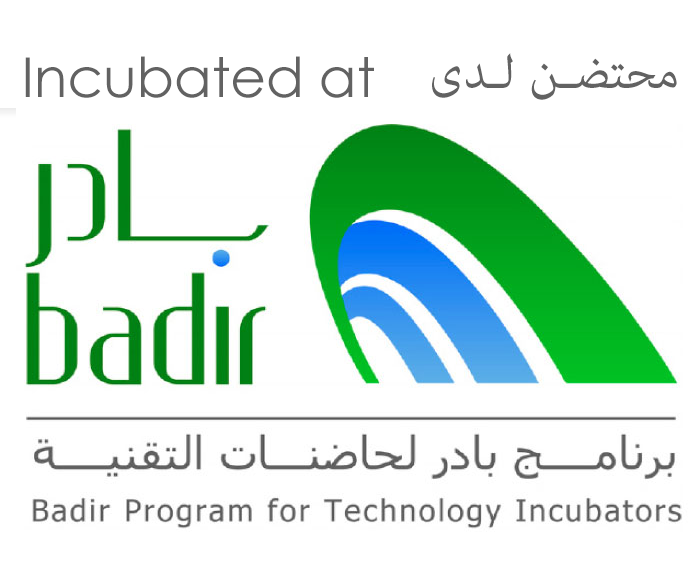 Incubated at محتضن لدى
بادر
badir
برنامج بادر لحاضنات التقنية
Badir Program for Technology Incubators